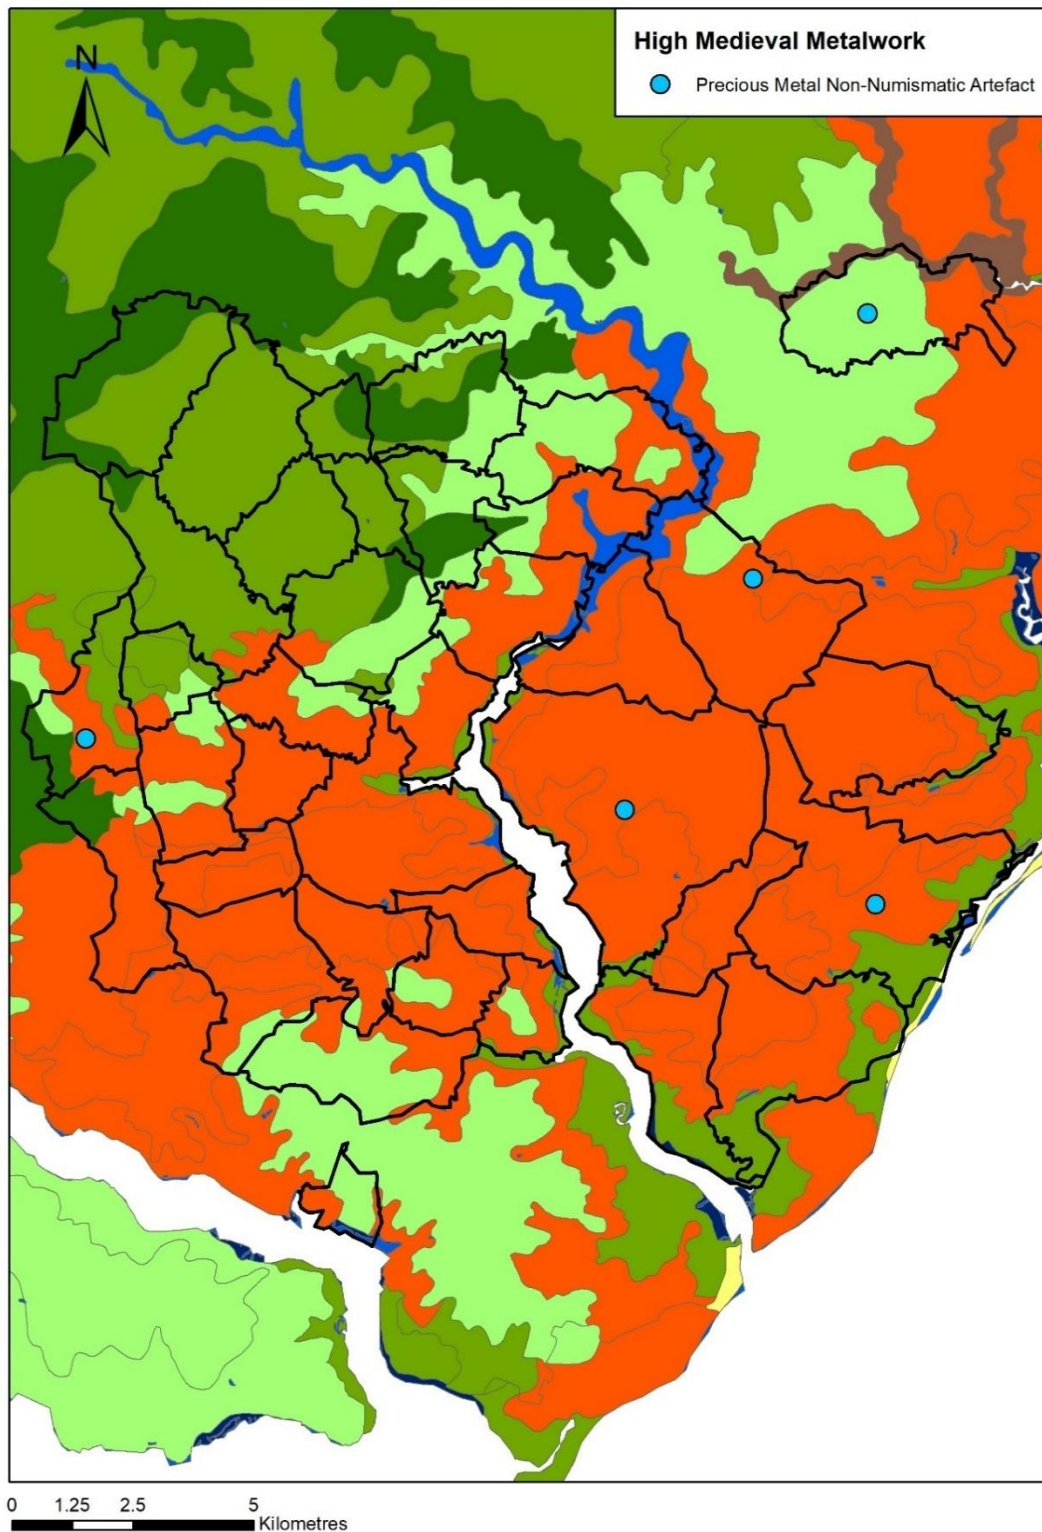 High Medieval Metalwork
Precious Metal Non-Numismatic Artefact
N
0 1.25 2.5 5
Kilometres